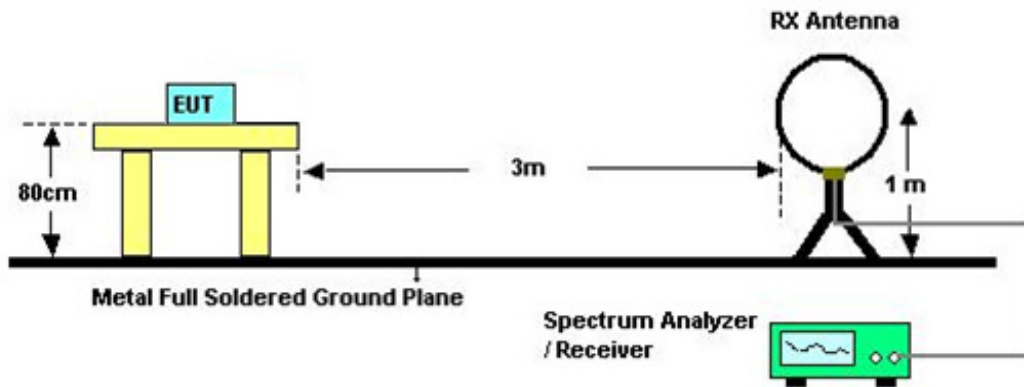 RX Antenna
EUT
3m
80cm
1 m
Metal Full Soldered Ground Plane
Spectrum Analyzer
/ Receiver